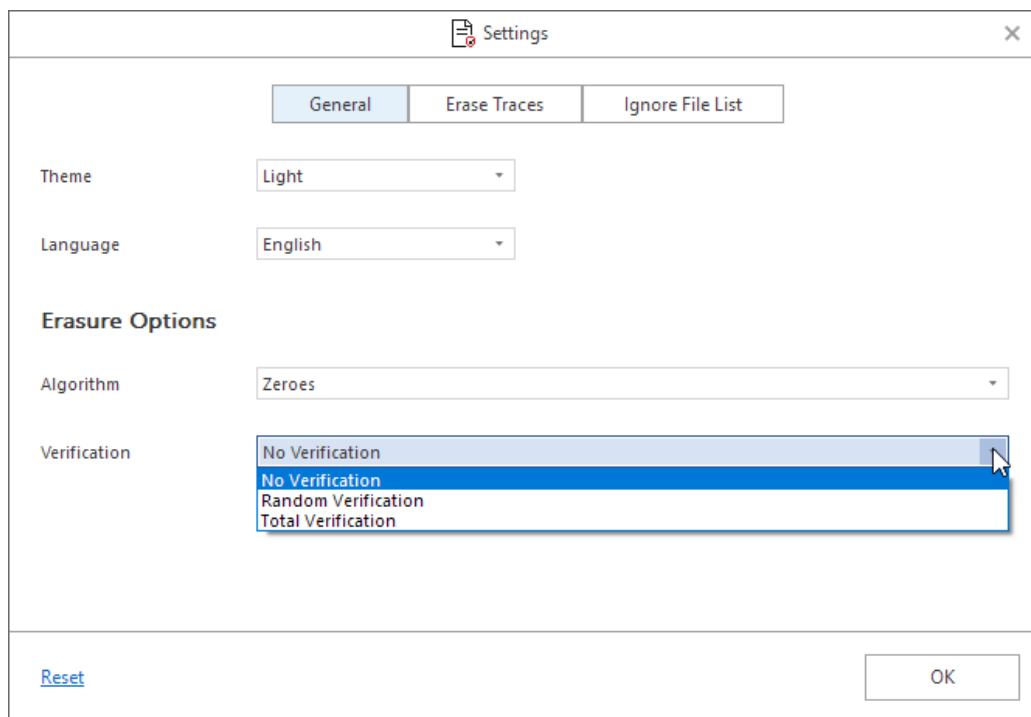 Settings
General Erase Traces Ignore File List
Theme Light
Language English
Erasure Options
Algorithm Zeroes
Verification No Verification
No Verification
Random Verification
Total Verification
Reset OK